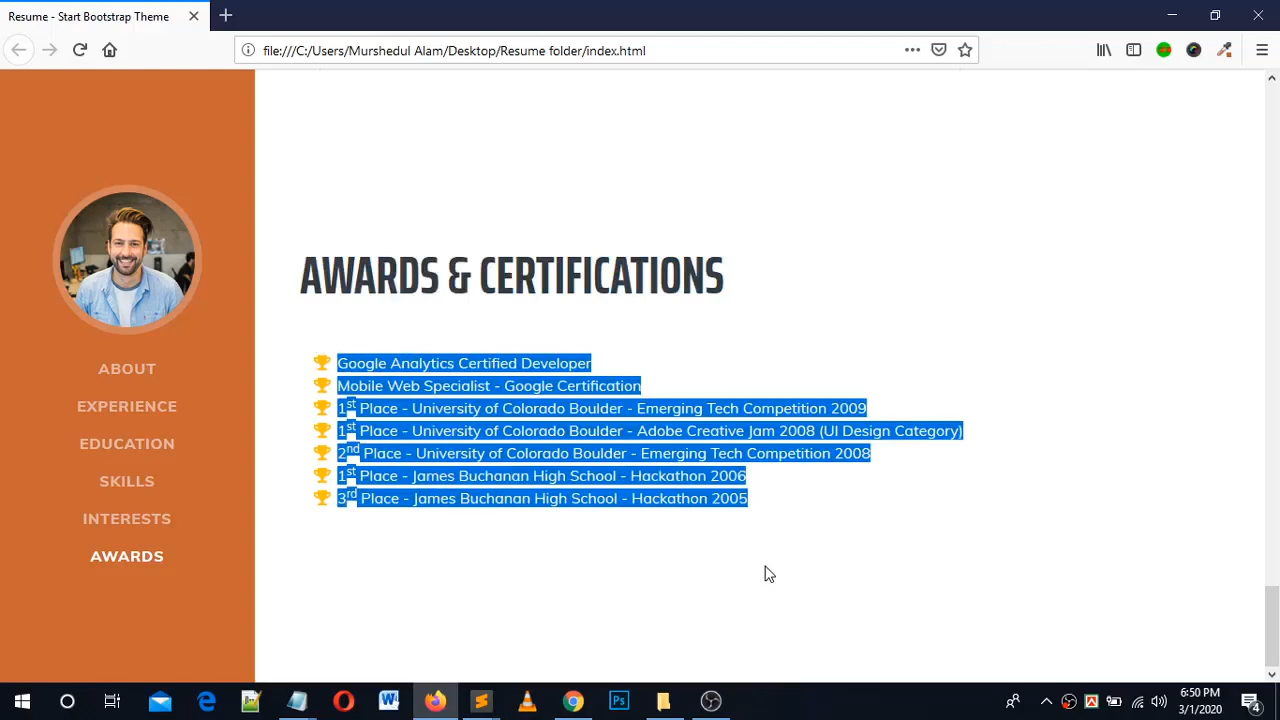 Resume - Start Bootstrap Theme
file:///C:/Users/Murshedul Alam/Desktop/Resume folder/index.html
ABOUT
EXPERIENCE
EDUCATION
SKILLS
INTERESTS
AWARDS
AWARDS & CERTIFICATIONS
Google Analytics Certified Developer
Mobile Web Specialist - Google Certification
1st Place - University of Colorado Boulder - Emerging Tech Competition 2009
1st Place - University of Colorado Boulder - Adobe Creative Jam 2008 (UI Design Category)
2nd Place - University of Colorado Boulder - Emerging Tech Competition 2008
1st Place - James Buchanan High School - Hackathon 2006
3rd Place - James Buchanan High School - Hackathon 2005
6:50 PM
3/1/2020
4